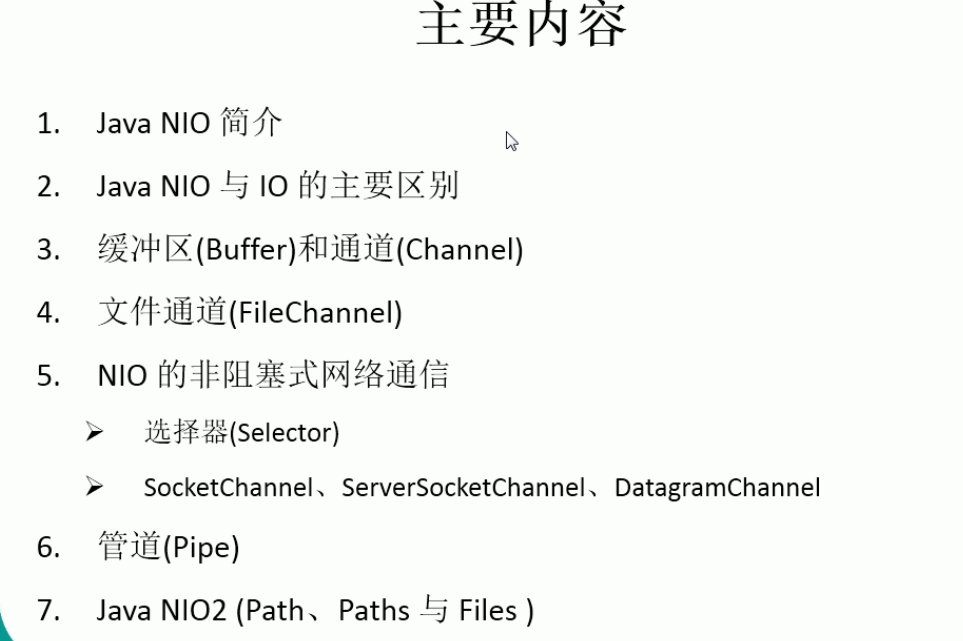 主要内容
1. Java NIO 简介
2. Java NIO 与 IO 的主要区别
3. 缓冲区(Buffer)和通道(Channel)
4. 文件通道(FileChannel)
5. NIO 的非阻塞式网络通信
➢ 选择器(Selector)
➢ SocketChannel、ServerSocketChannel、DatagramChannel
6. 管道(Pipe)
7. Java NIO2 (Path、Paths 与 Files )